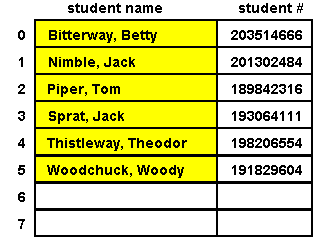 student name student #
0 Bitterway, Betty 203514666
1 Nimble, Jack 201302484
2 Piper, Tom 189842316
3 Sprat, Jack 193064111
4 Thistleway, Theodor 198206554
5 Woodchuck, Woody 191829604
6
7